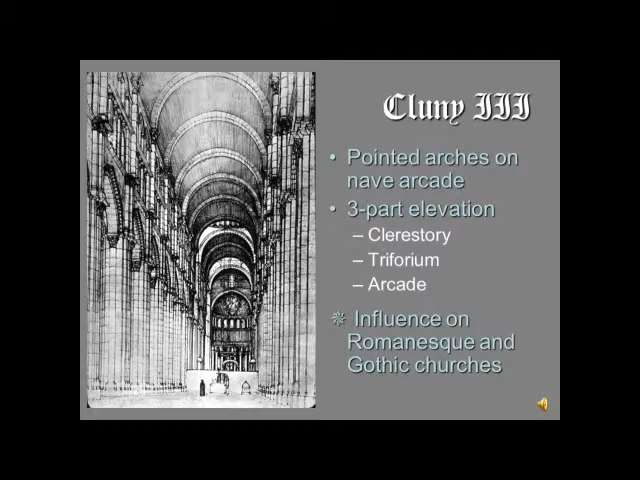 Cluny III
• Pointed arches on
nave arcade
• 3-part elevation
– Clerestory
– Triforium
– Arcade
❋ Influence on
Romanesque and
Gothic churches